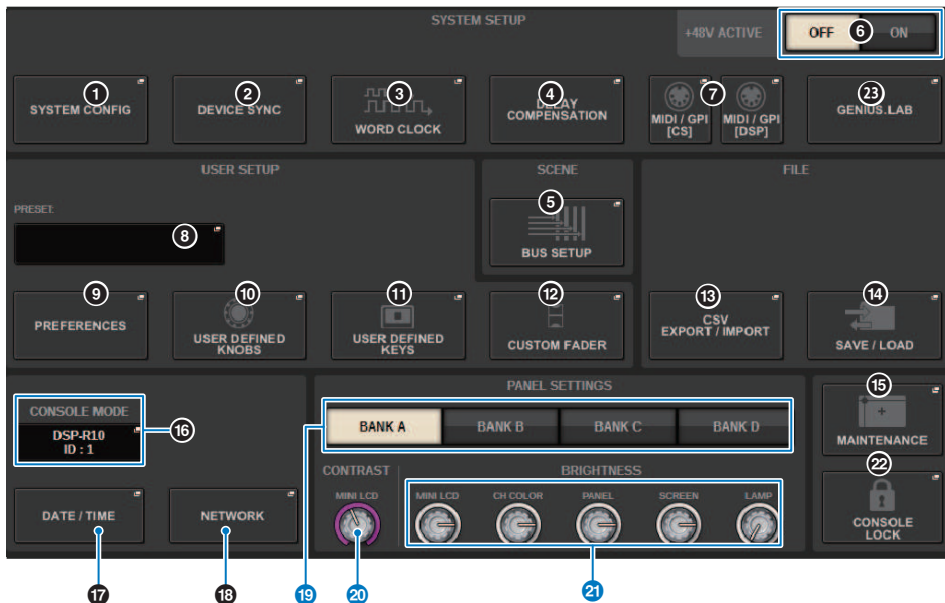 SYSTEM SETUP
+48V ACTIVE
OFF
6
ON
1
SYSTEM CONFIG
2
DEVICE SYNC
3
WORD CLOCK
4
DELAY
COMPENSATION
7
MIDI / GPI
[CS]
MIDI / GPI
[DSP]
23
GENIUS.LAB
USER SETUP
SCENE
FILE
PRESET:
8
5
BUS SETUP
9
PREFERENCES
10
USER DEFINED
KNOBS
11
USER DEFINED
KEYS
12
CUSTOM FADER
13
CSV
EXPORT / IMPORT
14
SAVE / LOAD
CONSOLE MODE
DSP-R10
ID : 1
16
PANEL SETTINGS
BANK A
BANK B
BANK C
BANK D
15
MAINTENANCE
DATE / TIME
NETWORK
CONTRAST
BRIGHTNESS
MINI LCD
MINI LCD
CH COLOR
PANEL
SCREEN
LAMP
22
CONSOLE
LOCK
17
18
19
20
21